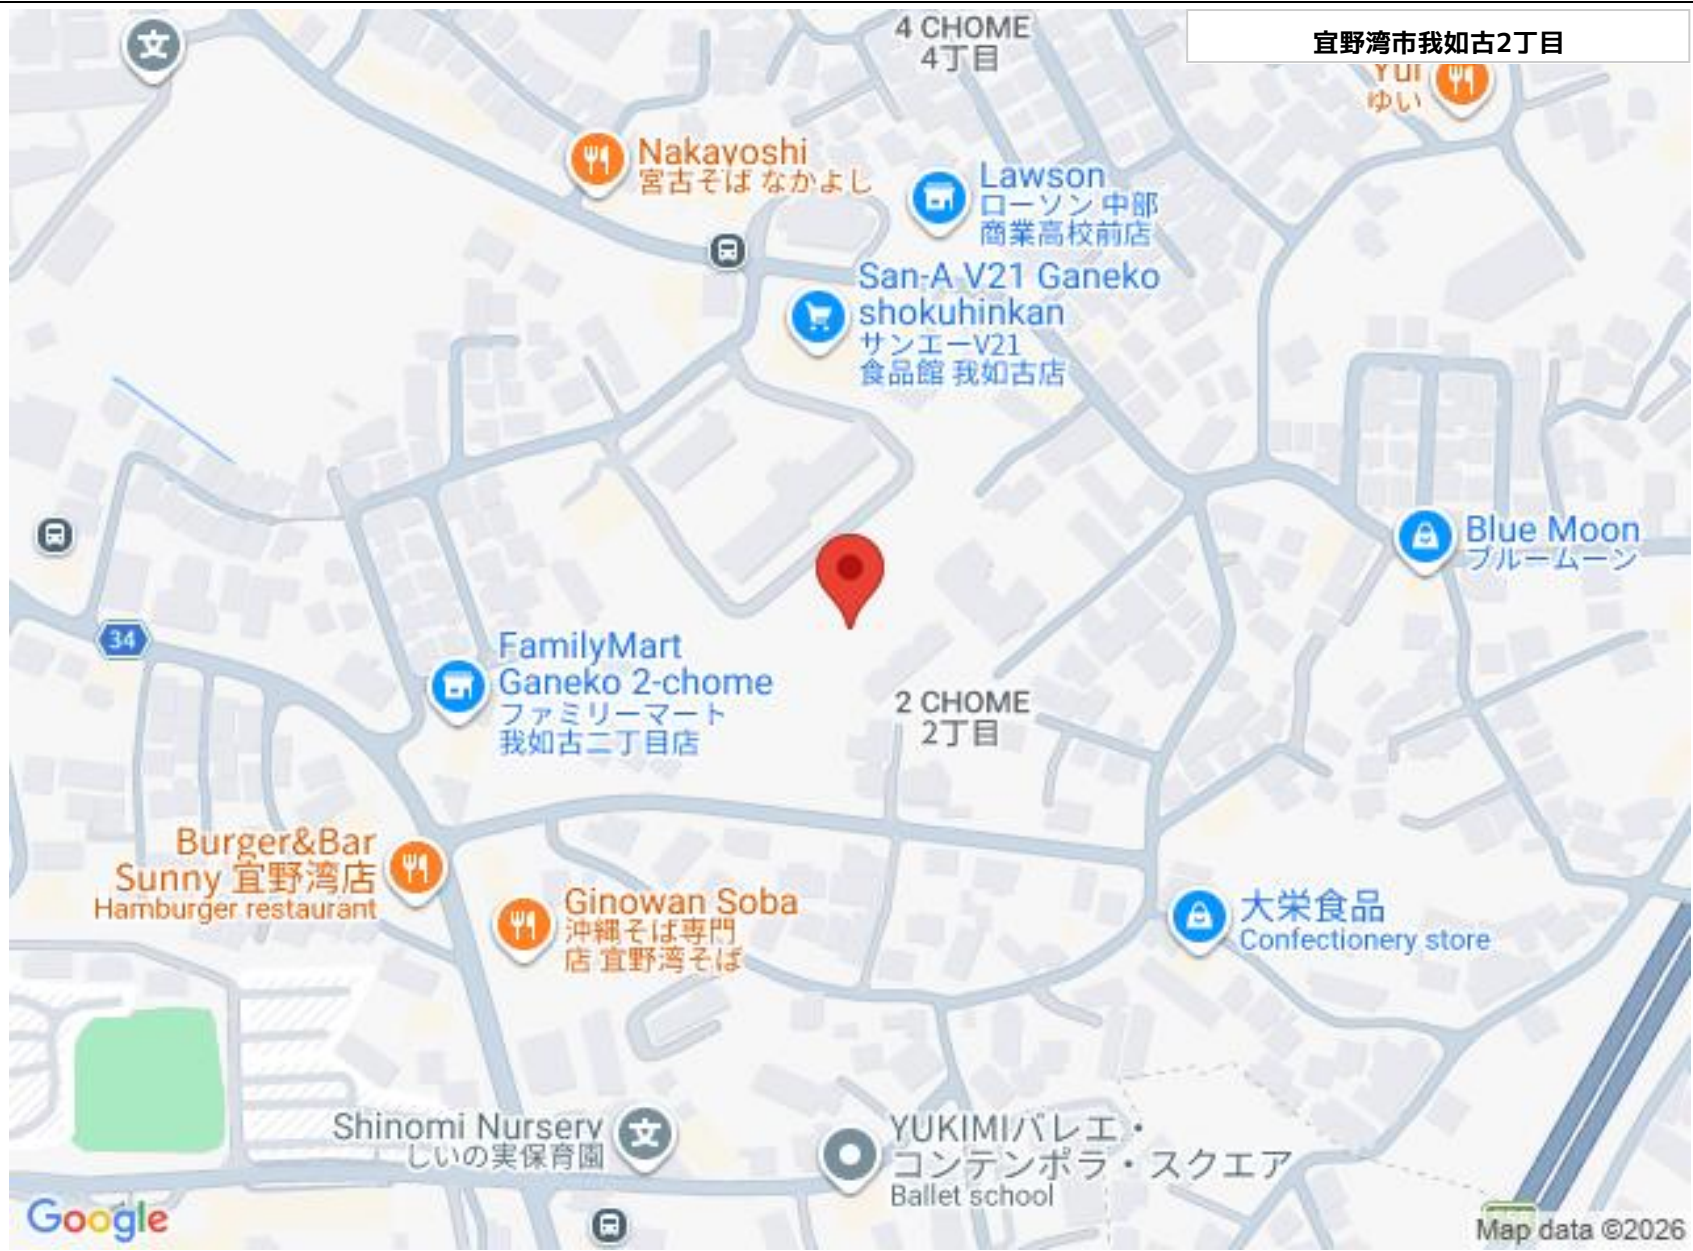 4 CHOME
4丁目
宜野湾市我如古2丁目
Yui
ゆい
Nakayoshi
宮古そば なかよし
Lawson
ローソン 中部
商業高校前店
San-A V21 Ganeko
shokuhinkan
サンエーV21
食品館 我如古店
Blue Moon
ブルームーン
34
FamilyMart
Ganeko 2-chome
ファミリーマート
我如古二丁目店
2 CHOME
2丁目
Burger&Bar
Sunny 宜野湾店
Hamburger restaurant
Ginowan Soba
沖縄そば専門
店 宜野湾そば
大栄食品
Confectionery store
Shinomi Nursery
しいの実保育園
YUKIMIバレエ・
コンテンポラ・スクエア
Ballet school
Google
Map data ©2026